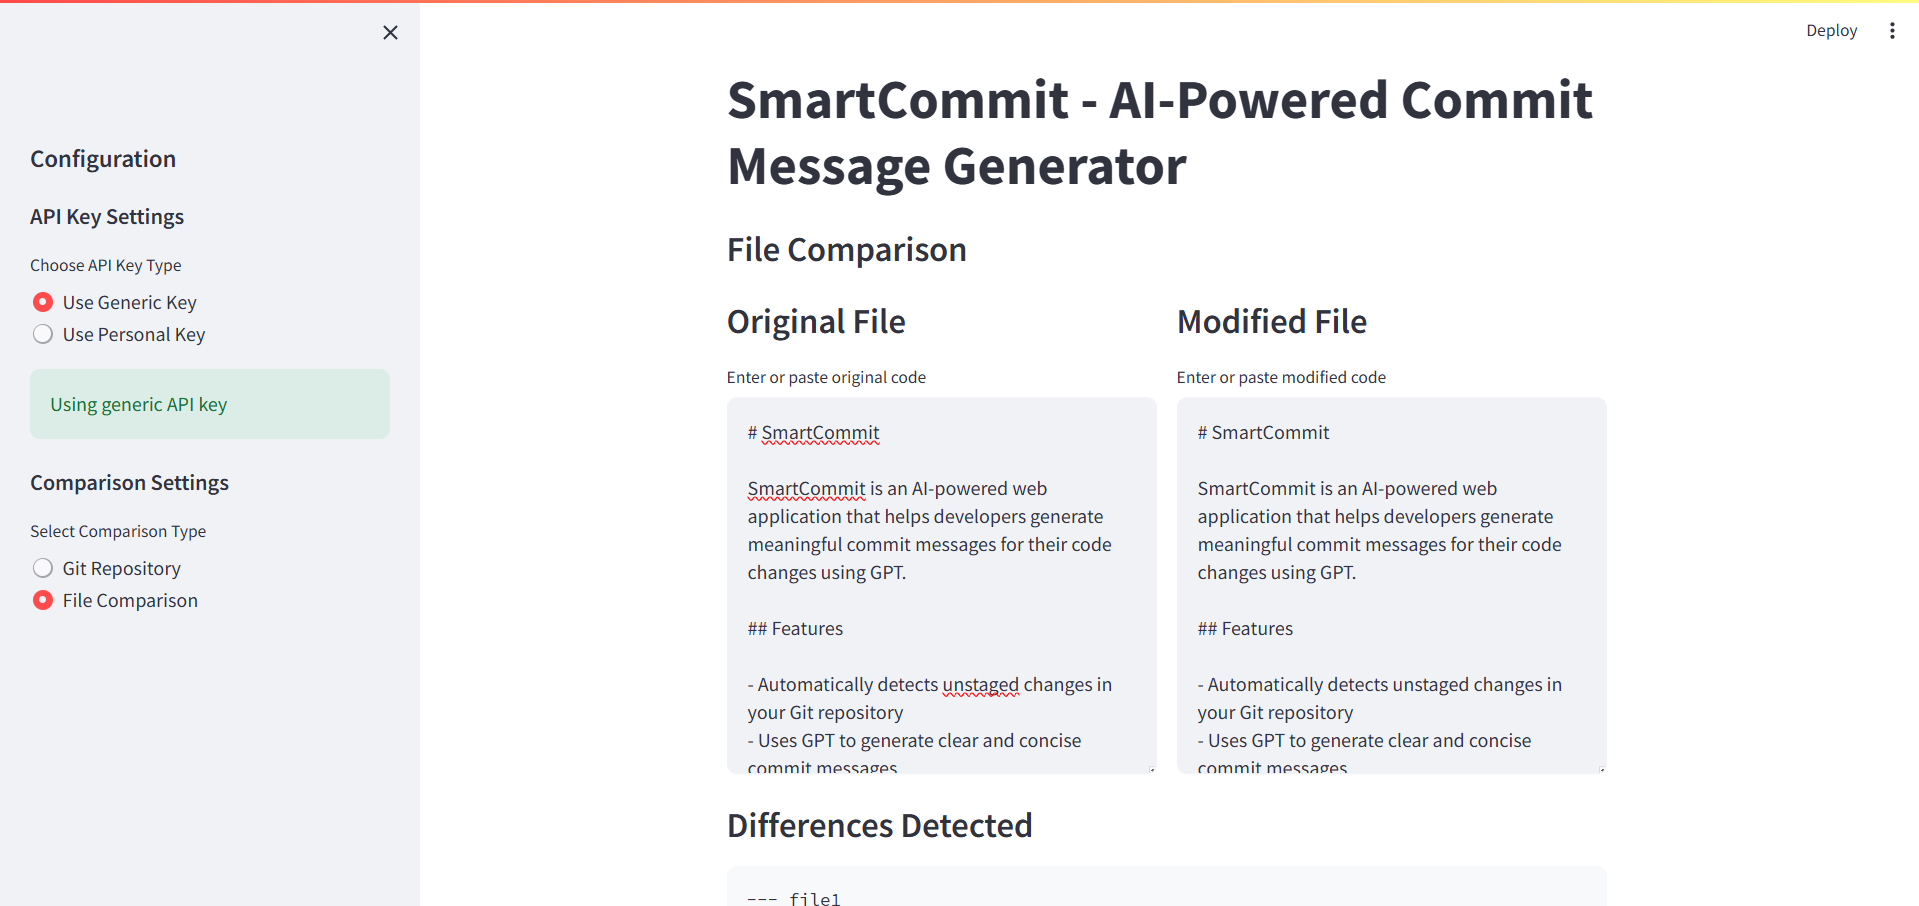 Deploy
Configuration
API Key Settings
Choose API Key Type
Use Generic Key
Use Personal Key
Using generic API key
Comparison Settings
Select Comparison Type
Git Repository
File Comparison
SmartCommit - AI-Powered Commit
Message Generator
File Comparison
Original File
Enter or paste original code
# SmartCommit
SmartCommit is an AI-powered web
application that helps developers generate
meaningful commit messages for their code
changes using GPT.
## Features
- Automatically detects unstaged changes in
your Git repository
- Uses GPT to generate clear and concise
commit messages
Modified File
Enter or paste modified code
# SmartCommit
SmartCommit is an AI-powered web
application that helps developers generate
meaningful commit messages for their code
changes using GPT.
## Features
- Automatically detects unstaged changes in
your Git repository
- Uses GPT to generate clear and concise
commit messages
Differences Detected
--- file1